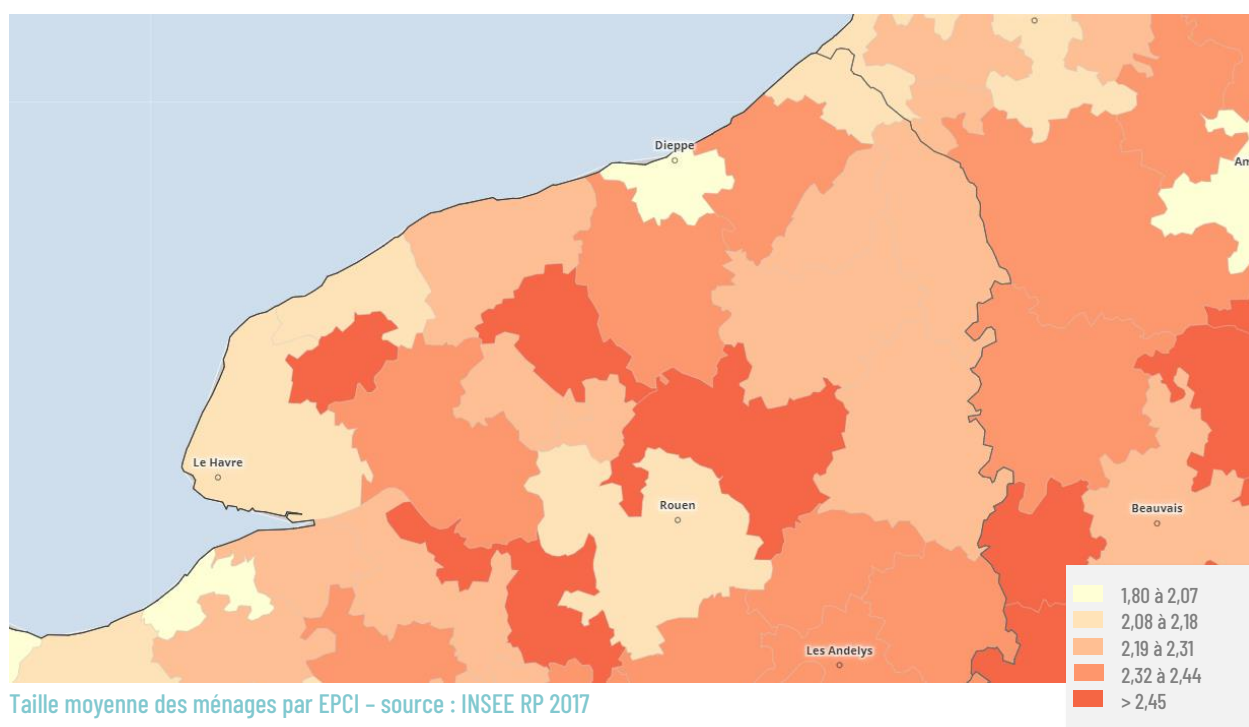 Dieppe
Am
Le Havre
Rouen
Beauvais
Les Andelys
1,80 à 2,07
2,08 à 2,18
2,19 à 2,31
2,32 à 2,44
> 2,45
Taille moyenne des ménages par EPCI – source : INSEE RP 2017